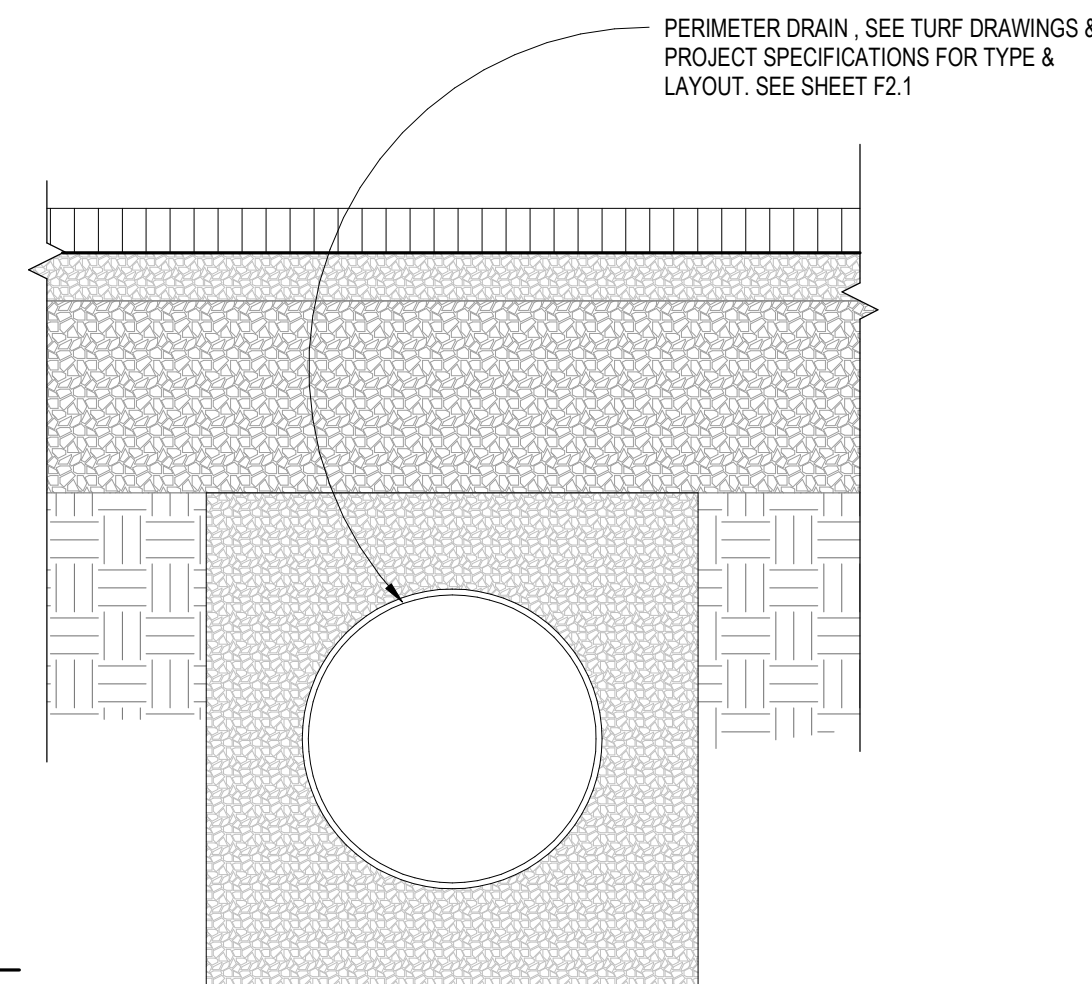 PERIMETER DRAIN , SEE TURF DRAWINGS &
PROJECT SPECIFICATIONS FOR TYPE &
LAYOUT. SEE SHEET F2.1